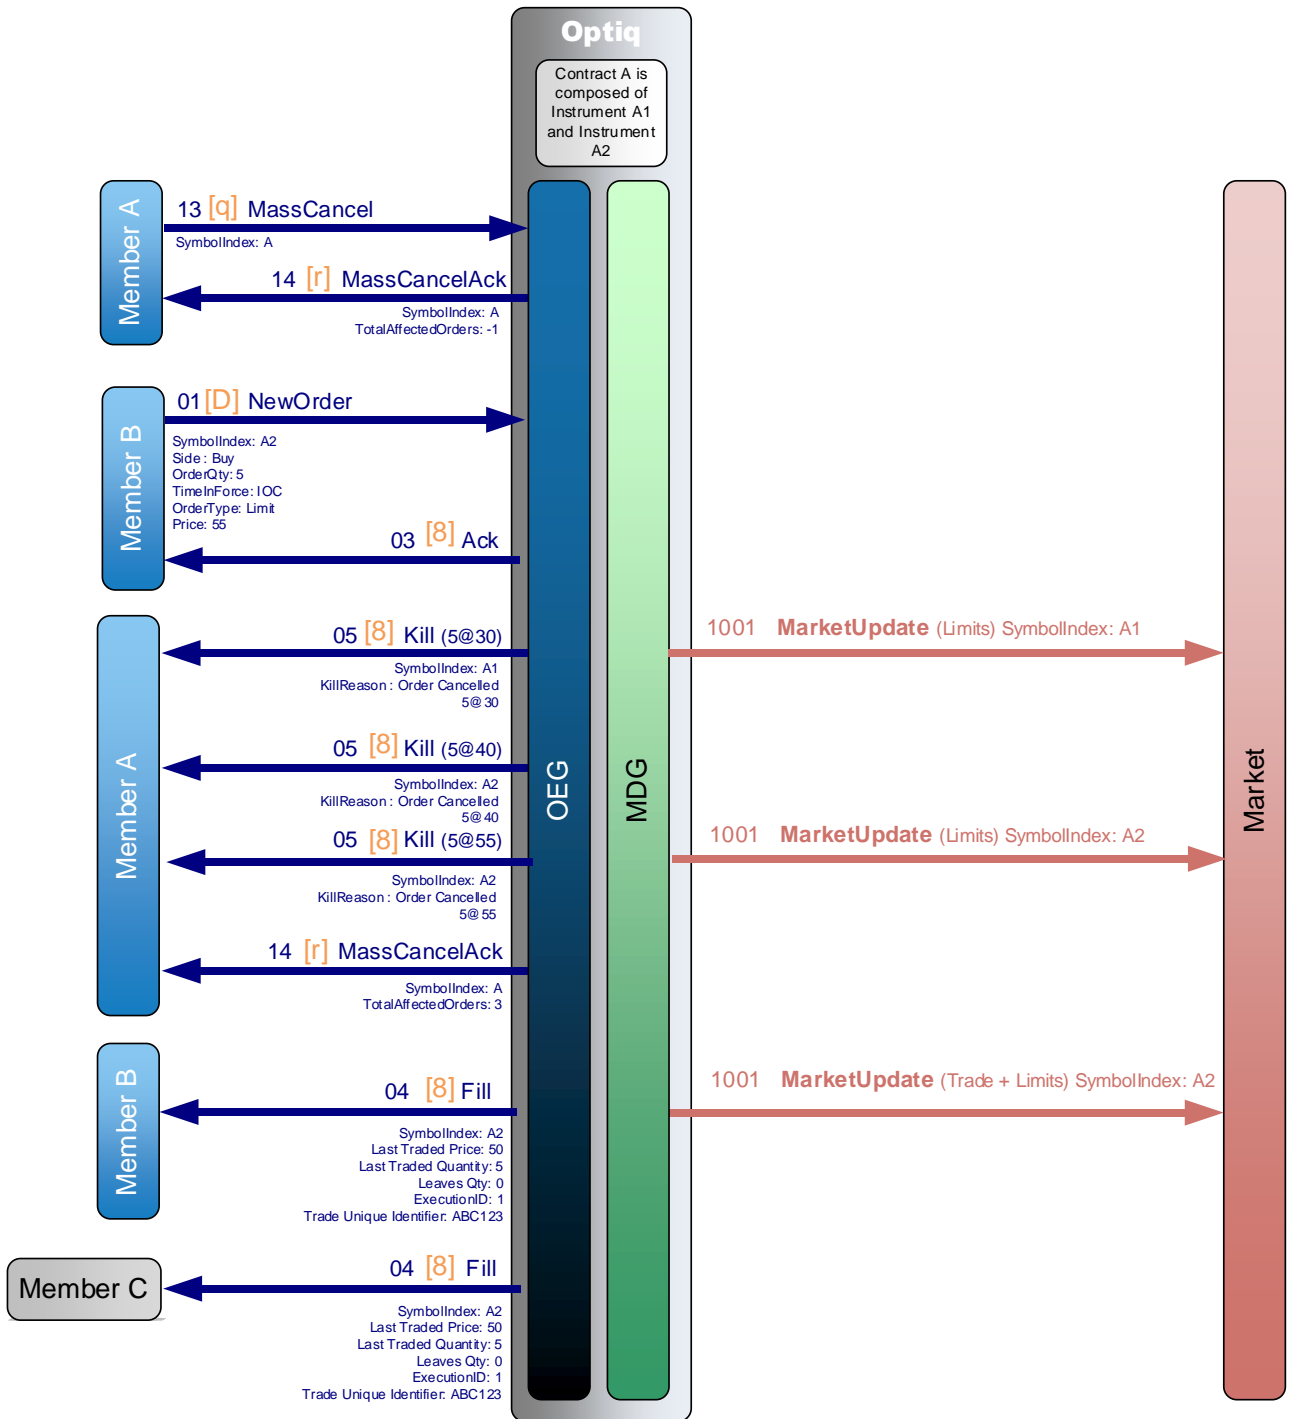 Optiq
Contract A is
composed of
Instrument A1
and Instrument
A2
Member A
13 [q] MassCancel
SymbolIndex: A
14 [r] MassCancelAck
SymbolIndex: A
TotalAffectedOrders: -1
Member B
01 [D] NewOrder
SymbolIndex: A2
Side : Buy
OrderQty: 5
TimeInForce: IOC
OrderType: Limit
Price: 55
03 [8] Ack
Member A
05 [8] Kill (5@30)
SymbolIndex: A1
KillReason : Order Cancelled
5@30
1001 MarketUpdate (Limits) SymbolIndex: A1
05 [8] Kill (5@40)
SymbolIndex: A2
KillReason : Order Cancelled
5@40
OEG
MDG
Market
05 [8] Kill (5@55)
SymbolIndex: A2
KillReason : Order Cancelled
5@55
1001 MarketUpdate (Limits) SymbolIndex: A2
14 [r] MassCancelAck
SymbolIndex: A
TotalAffectedOrders: 3
Member B
04 [8] Fill
SymbolIndex: A2
Last Traded Price: 50
Last Traded Quantity: 5
Leaves Qty: 0
ExecutionID: 1
Trade Unique Identifier: ABC123
1001 MarketUpdate (Trade + Limits) SymbolIndex: A2
Member C
04 [8] Fill
SymbolIndex: A2
Last Traded Price: 50
Last Traded Quantity: 5
Leaves Qty: 0
ExecutionID: 1
Trade Unique Identifier: ABC123